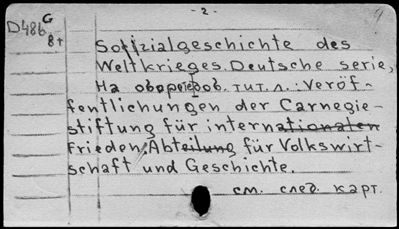 - 2 -
D486 G
8+
Sozialgeschichte des
Weltkrieges. Deutsche serie,
На оборот. тит. л.: Veröf-
fentlichungen der Carnegie-
stiftung für internationalen
Frieden, Abteilung für Volkswirt-
schaft und Geschichte.
см. след. карт.